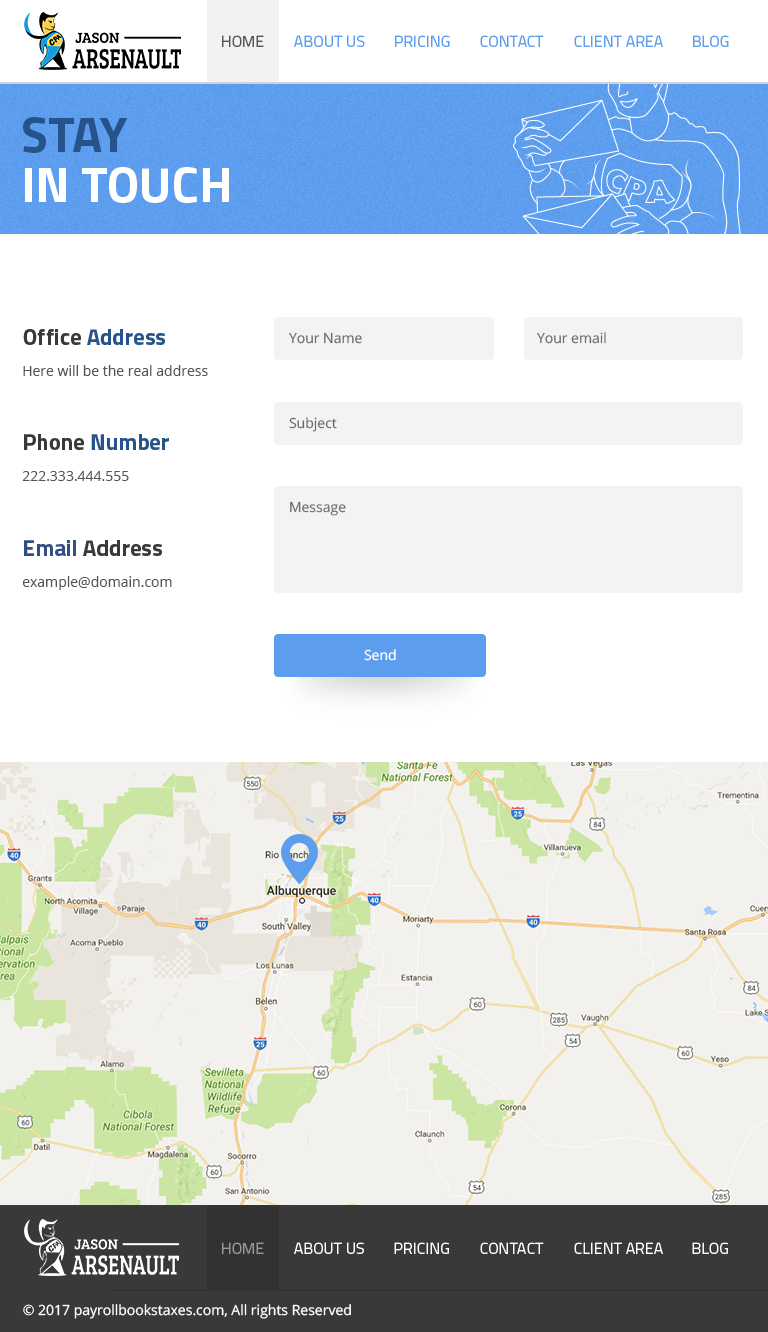 JASON
ARSENAULT
CPA
HOME
ABOUT US
PRICING
CONTACT
CLIENT AREA
BLOG
STAY
IN TOUCH
CPA
Office Address
Here will be the real address
Phone Number
222.333.444.555
Email Address
example@domain.com
Your Name
Your email
Subject
Message
Send
Santa Fe
National Forest
Las Vegas
550
Trementina
25
25
84
40
Rio
Villanueva
Grants
Albuquerque
40
North Acomita
Village
Paraje
40
South Valley
Moriarty
40
Santa Rosa
Acoma Pueblo
Los Lunas
Estancia
84
Belen
60
285
Vaughn
Lake
25
54
60
Yeso
Alamo
Sevilleta
National
Wildlife
Refuge
60
Cibola
National Forest
60
Corona
Claunch
Datil
Magdalena
Socorro
60
San Antonio
54
285
JASON
ARSENAULT
HOME
ABOUT US
PRICING
CONTACT
CLIENT AREA
BLOG
© 2017 payrollbookstaxes.com, All rights Reserved